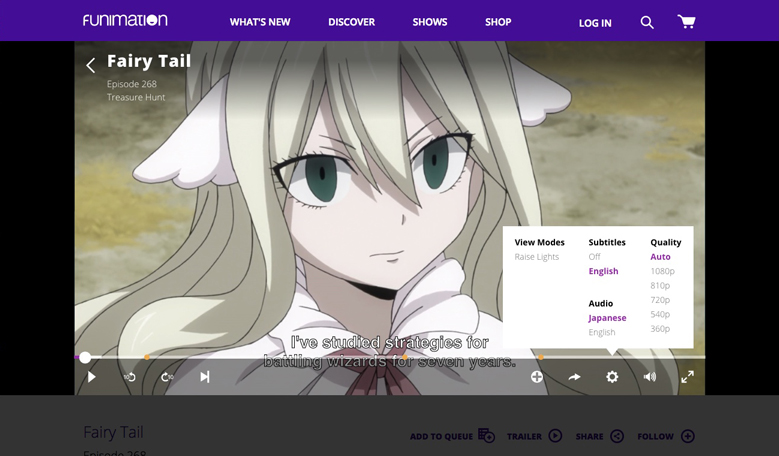 funimation
WHAT'S NEW
DISCOVER
SHOWS
SHOP
LOG IN
Fairy Tail
Episode 268
Treasure Hunt
View Modes
Raise Lights
Subtitles
Off
English
Audio
Japanese
English
Quality
Auto
1080p
810p
720p
540p
360p
I've studied strategies for
battling wizards for seven years.
10
10
Fairy Tail
ADD TO QUEUE
TRAILER
SHARE
FOLLOW
Episode 268